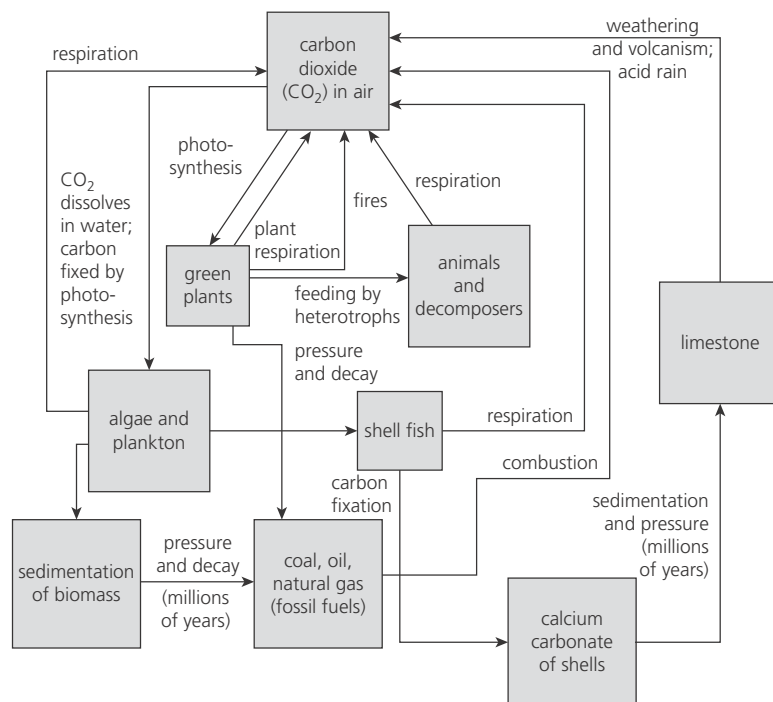 respiration
carbon
dioxide
(CO₂) in air
weathering
and volcanism;
acid rain
photo-
synthesis
respiration
fires
CO₂
dissolves
in water;
carbon
fixed by
photo-
synthesis
plant
respiration
green
plants
animals
and
decomposers
feeding by
heterotrophs
limestone
pressure
and decay
algae and
plankton
shell fish
respiration
combustion
carbon
fixation
sedimentation
and pressure
(millions
of years)
sedimentation
of biomass
pressure
and decay
(millions
of years)
coal, oil,
natural gas
(fossil fuels)
calcium
carbonate
of shells